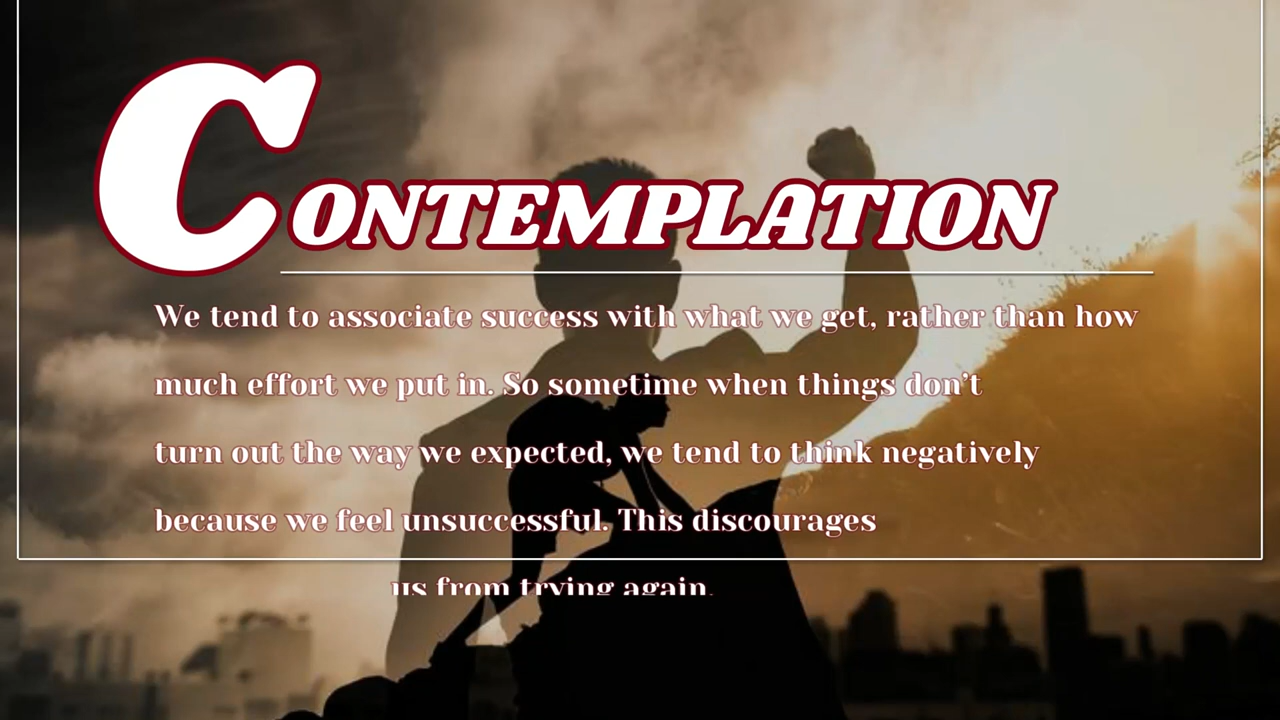 CONTEMPLATION
We tend to associate success with what we get, rather than how
much effort we put in. So sometime when things don't
turn out the way we expected, we tend to think negatively
because we feel unsuccessful. This discourages
us from trying again.